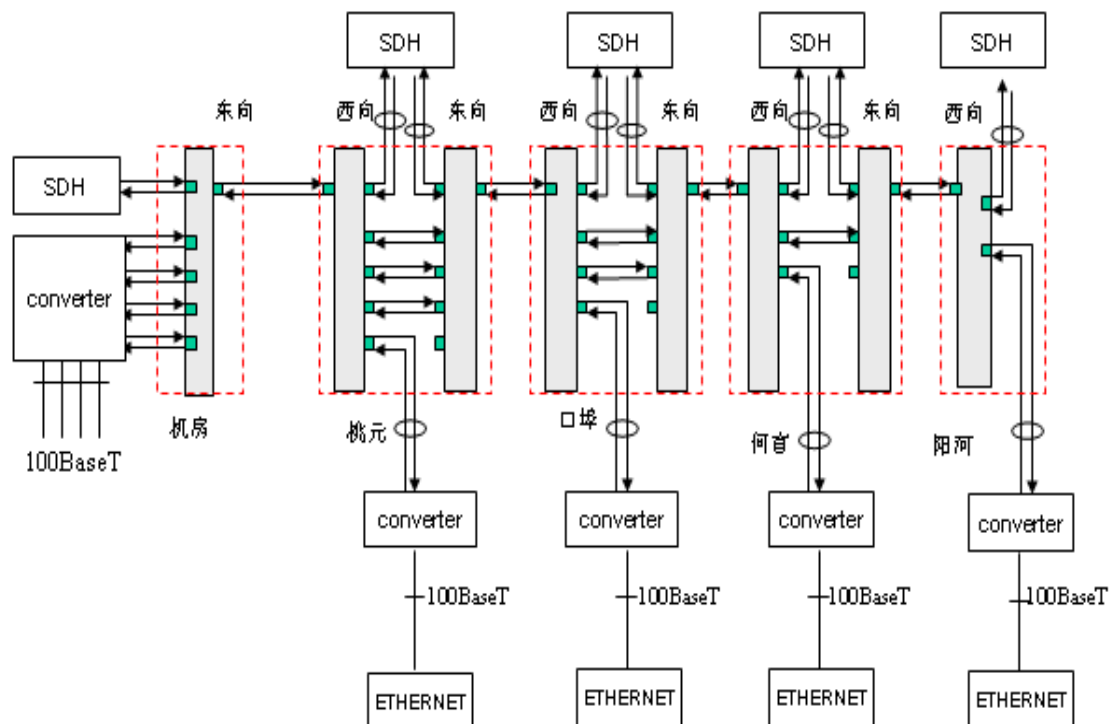 SDH
SDH
SDH
SDH
东向
西向
东向
西向
东向
西向
东向
西向
SDH
converter
100BaseT
机房
桃元
口埠
何官
阳河
converter
converter
converter
converter
100BaseT
100BaseT
100BaseT
100BaseT
ETHERNET
ETHERNET
ETHERNET
ETHERNET